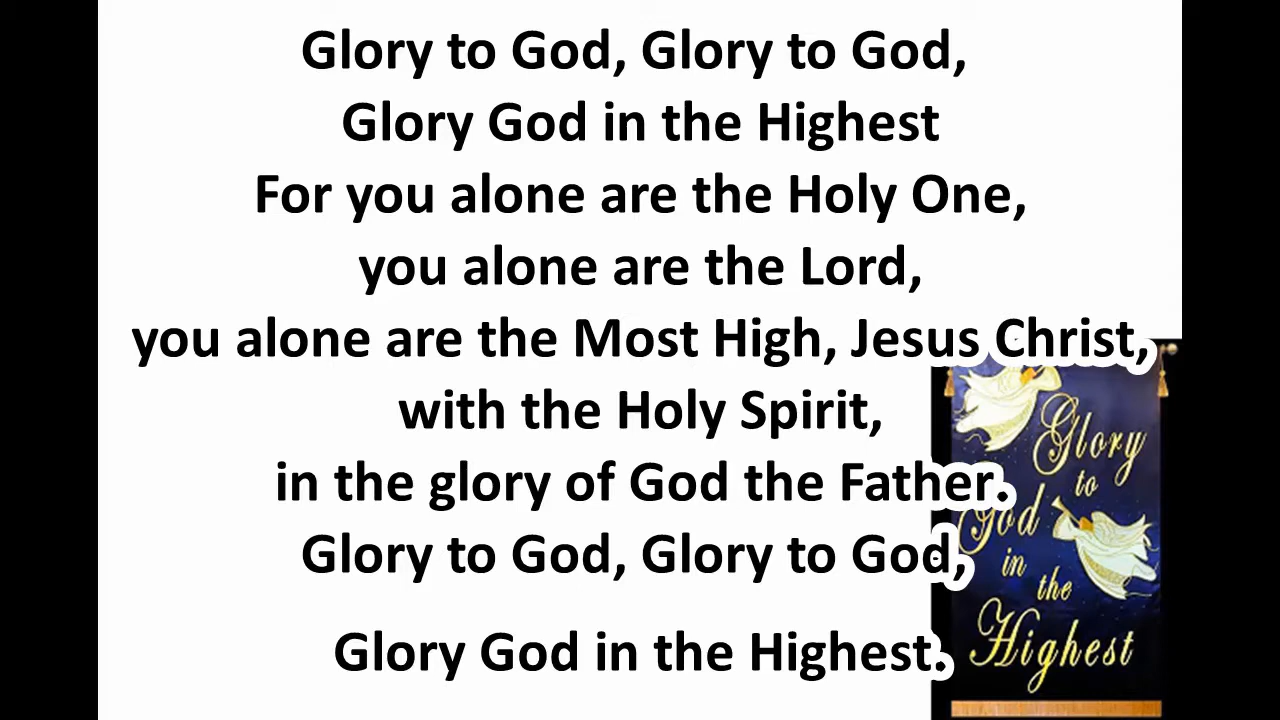 Glory to God, Glory to God,
Glory God in the Highest
For you alone are the Holy One,
you alone are the Lord,
you alone are the Most High, Jesus Christ,
with the Holy Spirit,
in the glory of God the Father.
Glory to God, Glory to God,
Glory God in the Highest.
Glory
to
God
in
the
Highest